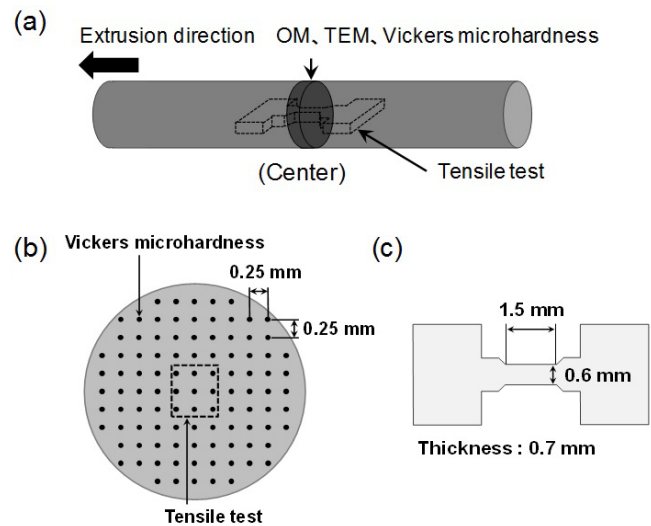 (a)
Extrusion direction
OM、TEM、Vickers microhardness
(Center)
Tensile test
(b)
Vickers microhardness
0.25 mm
0.25 mm
Tensile test
(c)
1.5 mm
0.6 mm
Thickness : 0.7 mm